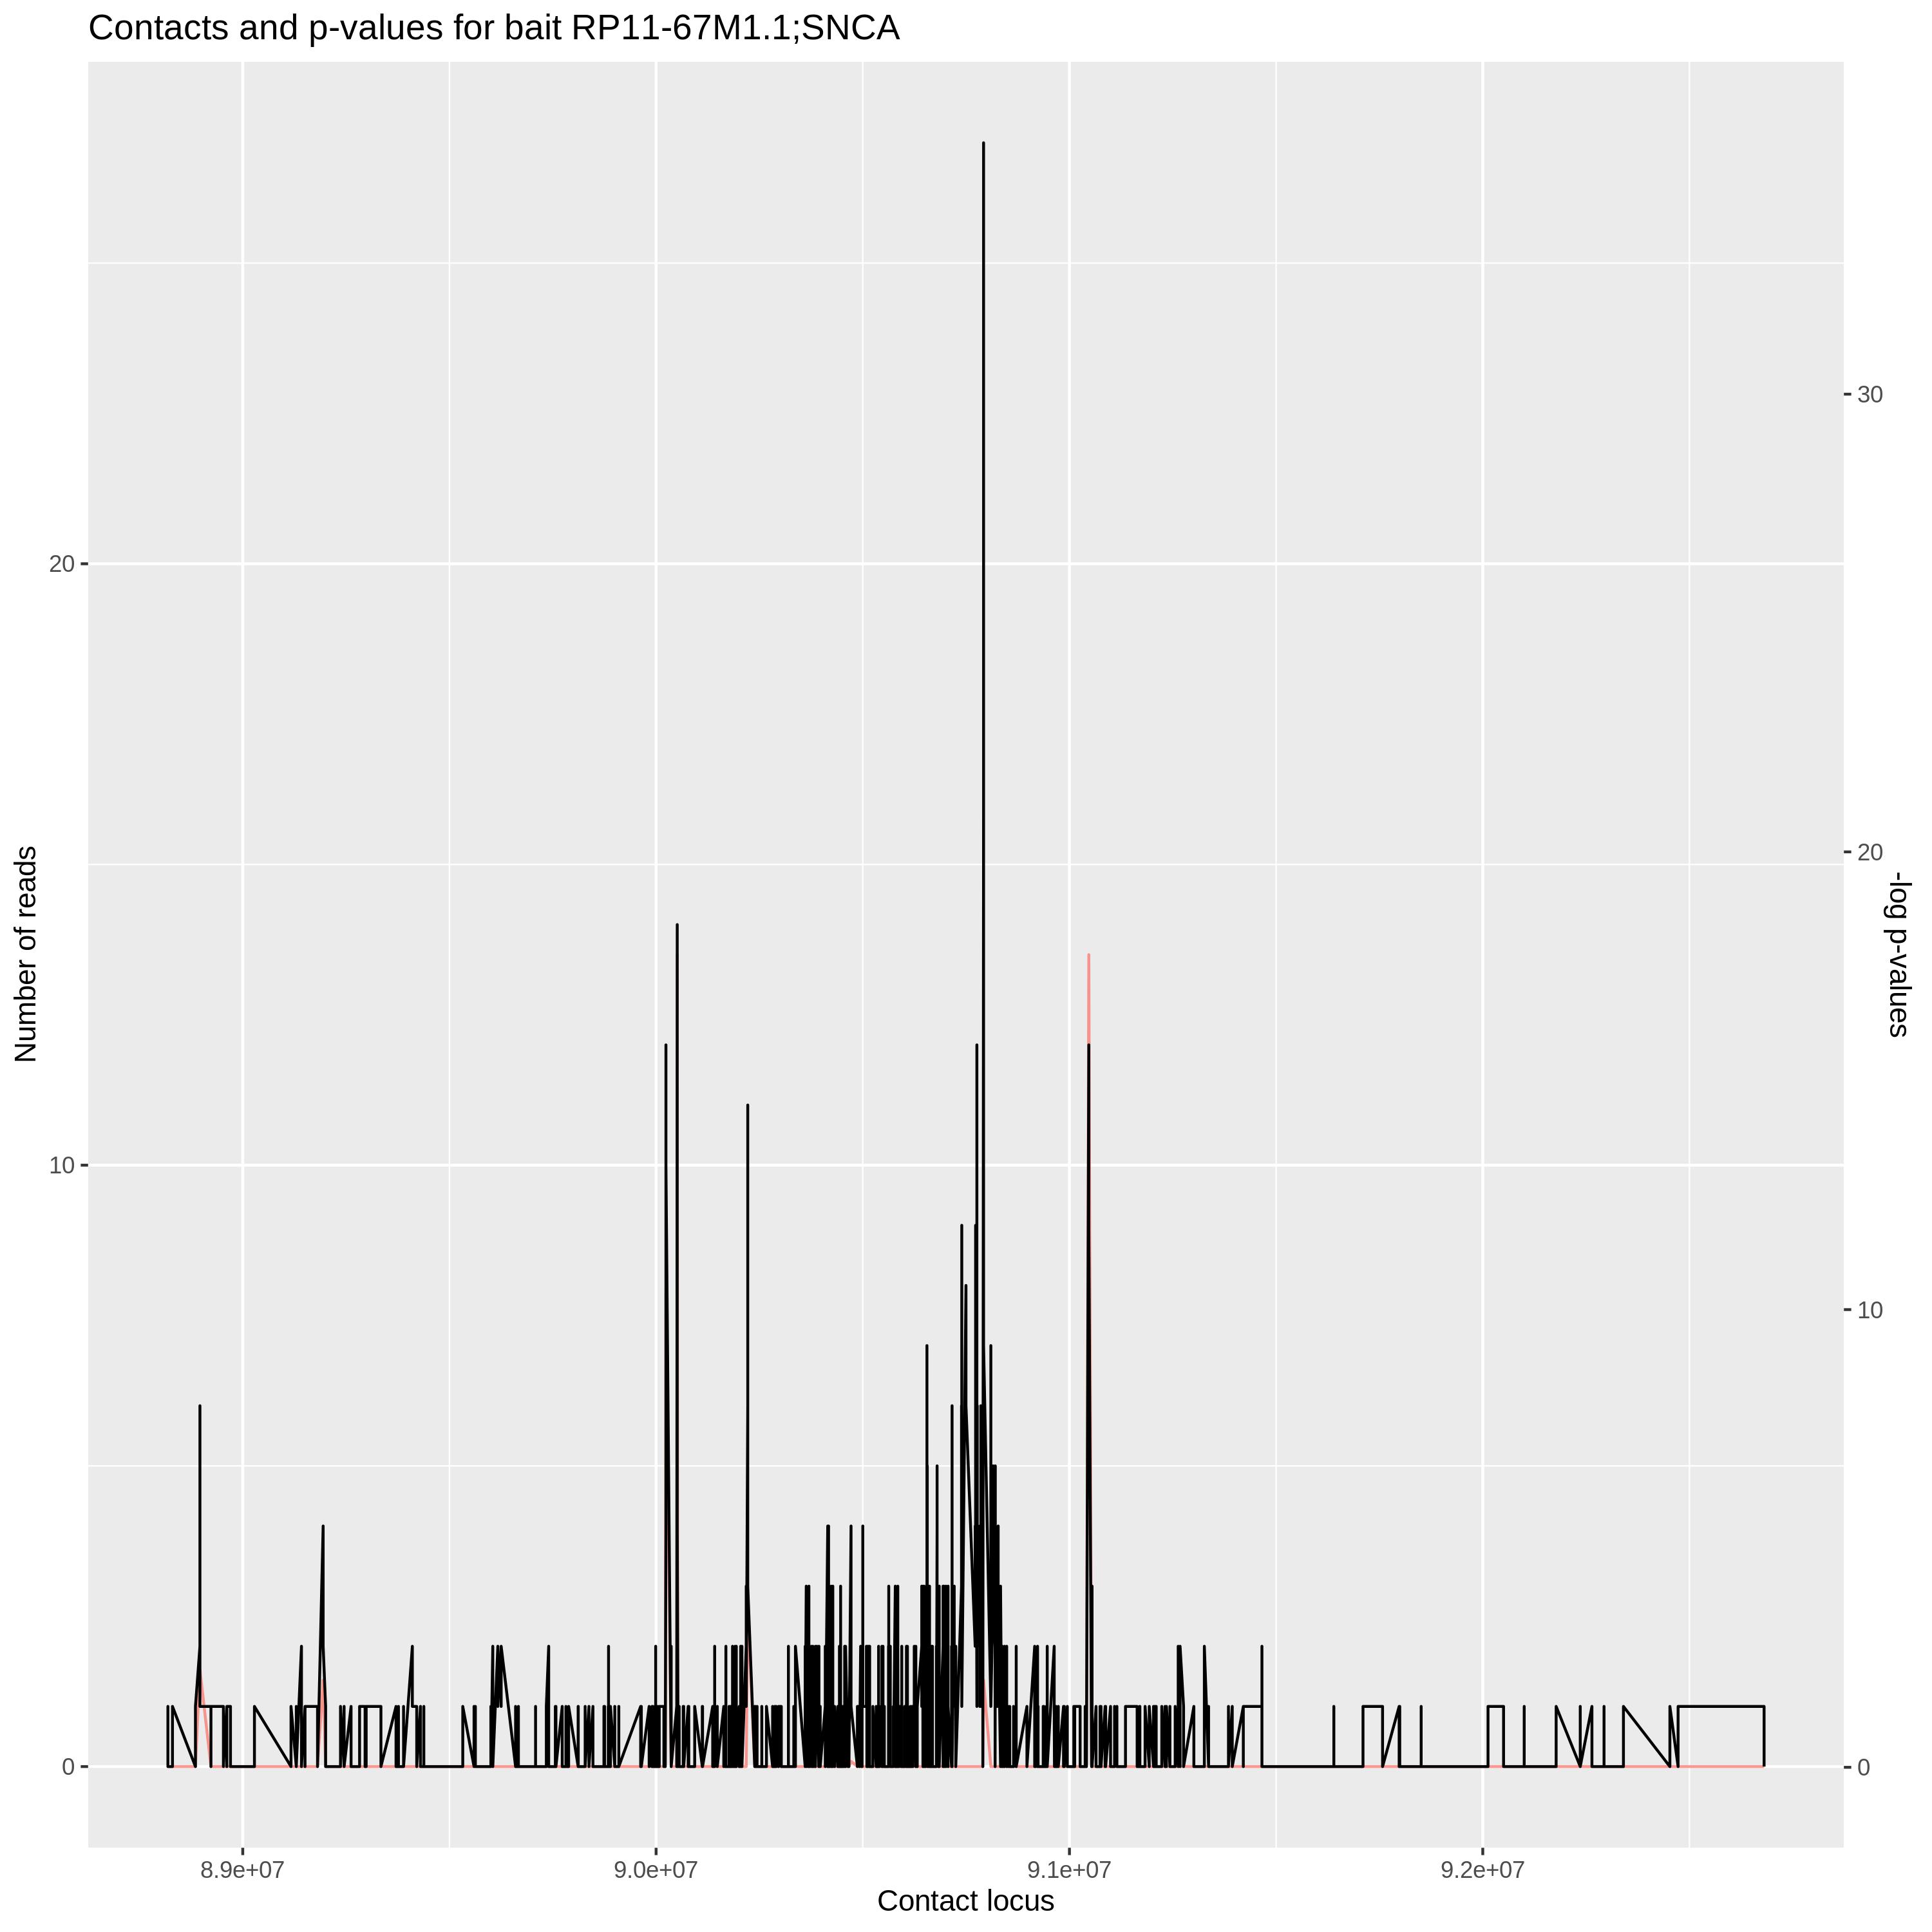 Contacts and p-values for bait RP11-67M1.1;SNCA
Number of reads
20
10
0
30
20
10
0
-log p-values
8.9e+07
9.0e+07
9.1e+07
9.2e+07
Contact locus